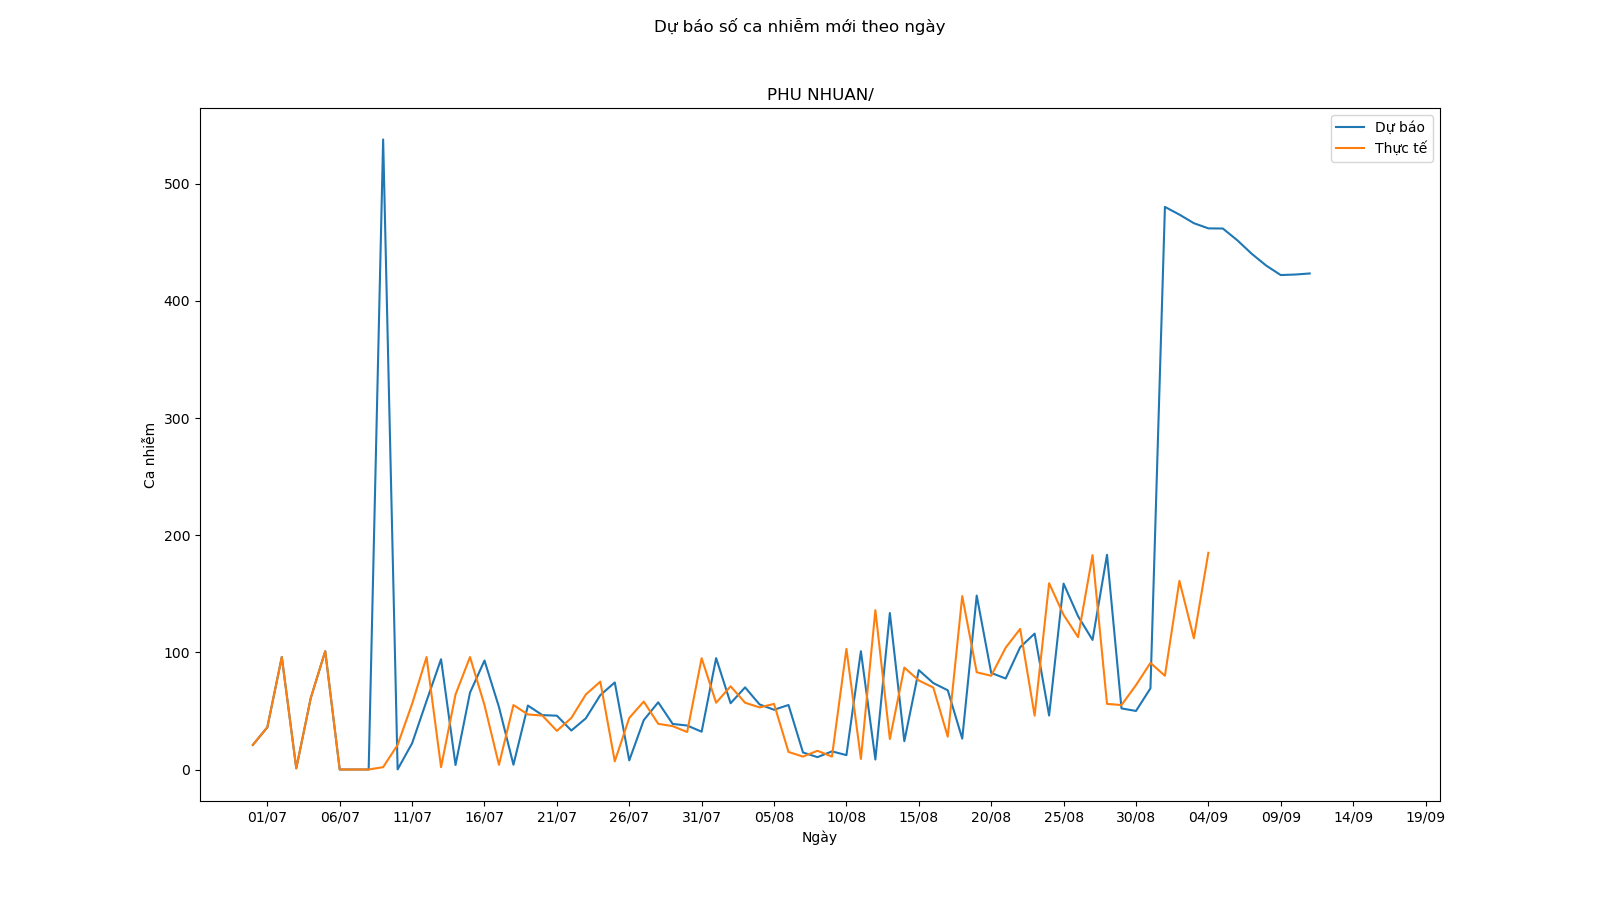 Dự báo số ca nhiễm mới theo ngày
PHU NHUAN/
Dự báo
Thực tế
500
400
300
200
100
0
Ca nhiễm
01/07 06/07 11/07 16/07 21/07 26/07 31/07 05/08 10/08 15/08 20/08 25/08 30/08 04/09 09/09 14/09 19/09
Ngày